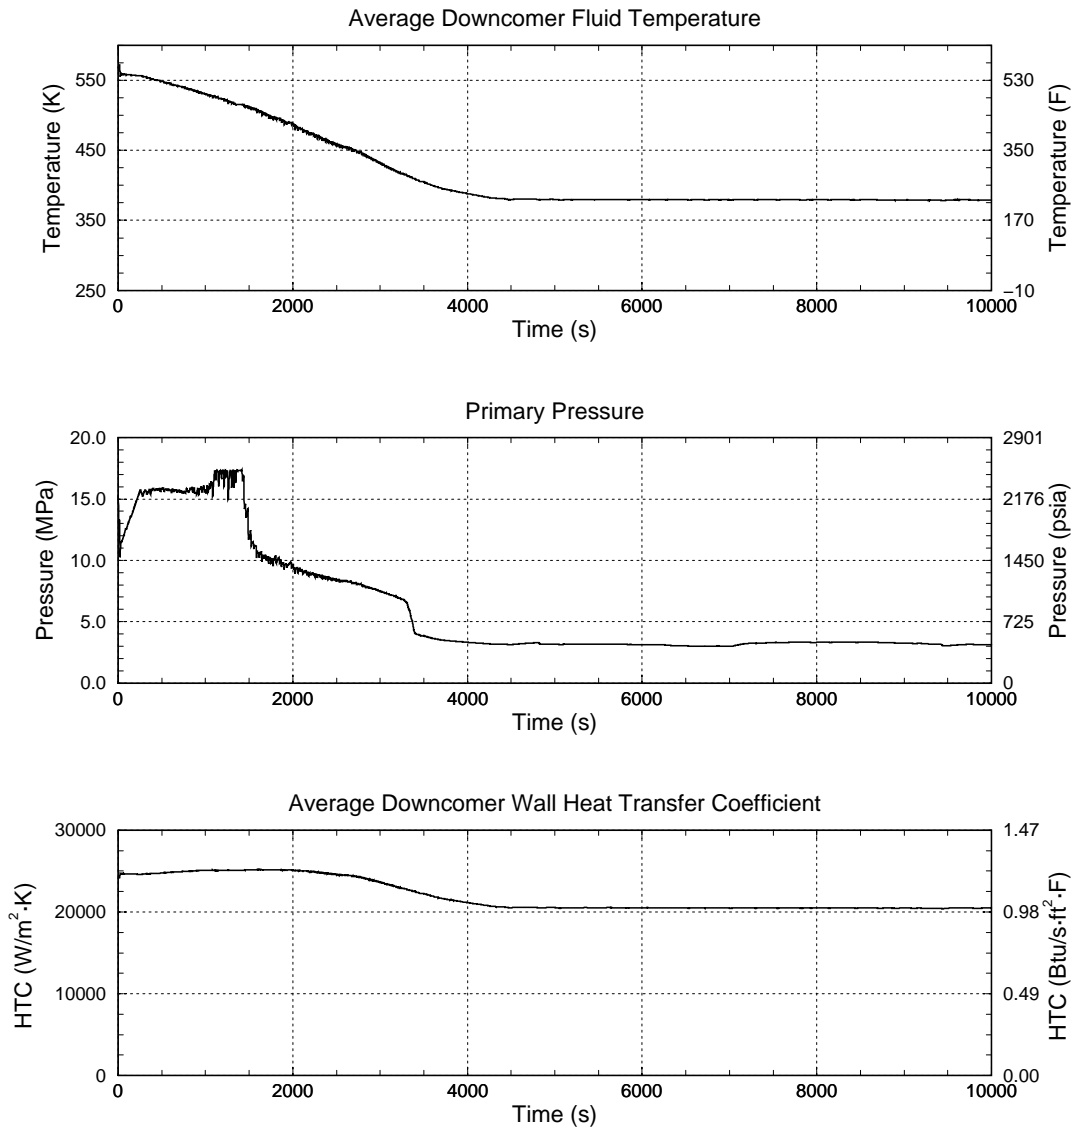 Average Downcomer Fluid Temperature
550
450
350
250
530
350
170
−10
Temperature (K)
Temperature (F)
0 2000 4000 6000 8000 10000
Time (s)
Primary Pressure
20.0
15.0
10.0
5.0
0.0
2901
2176
1450
725
0
Pressure (MPa)
Pressure (psia)
0 2000 4000 6000 8000 10000
Time (s)
Average Downcomer Wall Heat Transfer Coefficient
30000
20000
10000
0
1.47
0.98
0.49
0.00
HTC (W/m²·K)
HTC (Btu/s·ft²·F)
0 2000 4000 6000 8000 10000
Time (s)